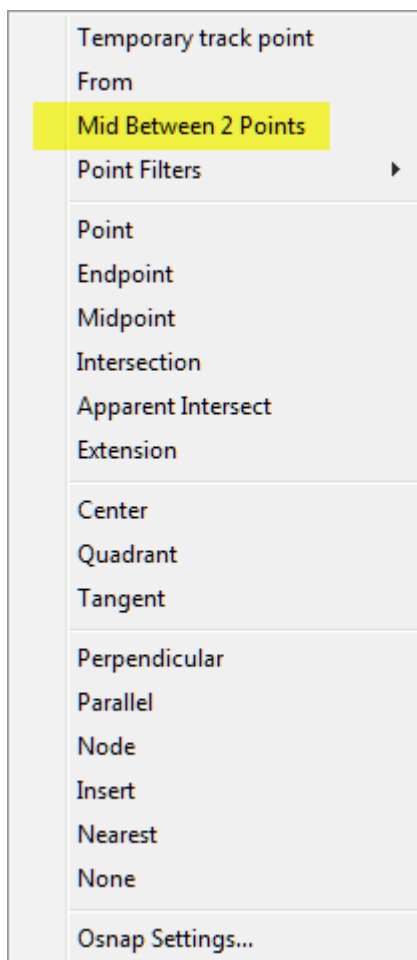 Temporary track point
From
Mid Between 2 Points
Point Filters
Point
Endpoint
Midpoint
Intersection
Apparent Intersect
Extension
Center
Quadrant
Tangent
Perpendicular
Parallel
Node
Insert
Nearest
None
Osnap Settings...